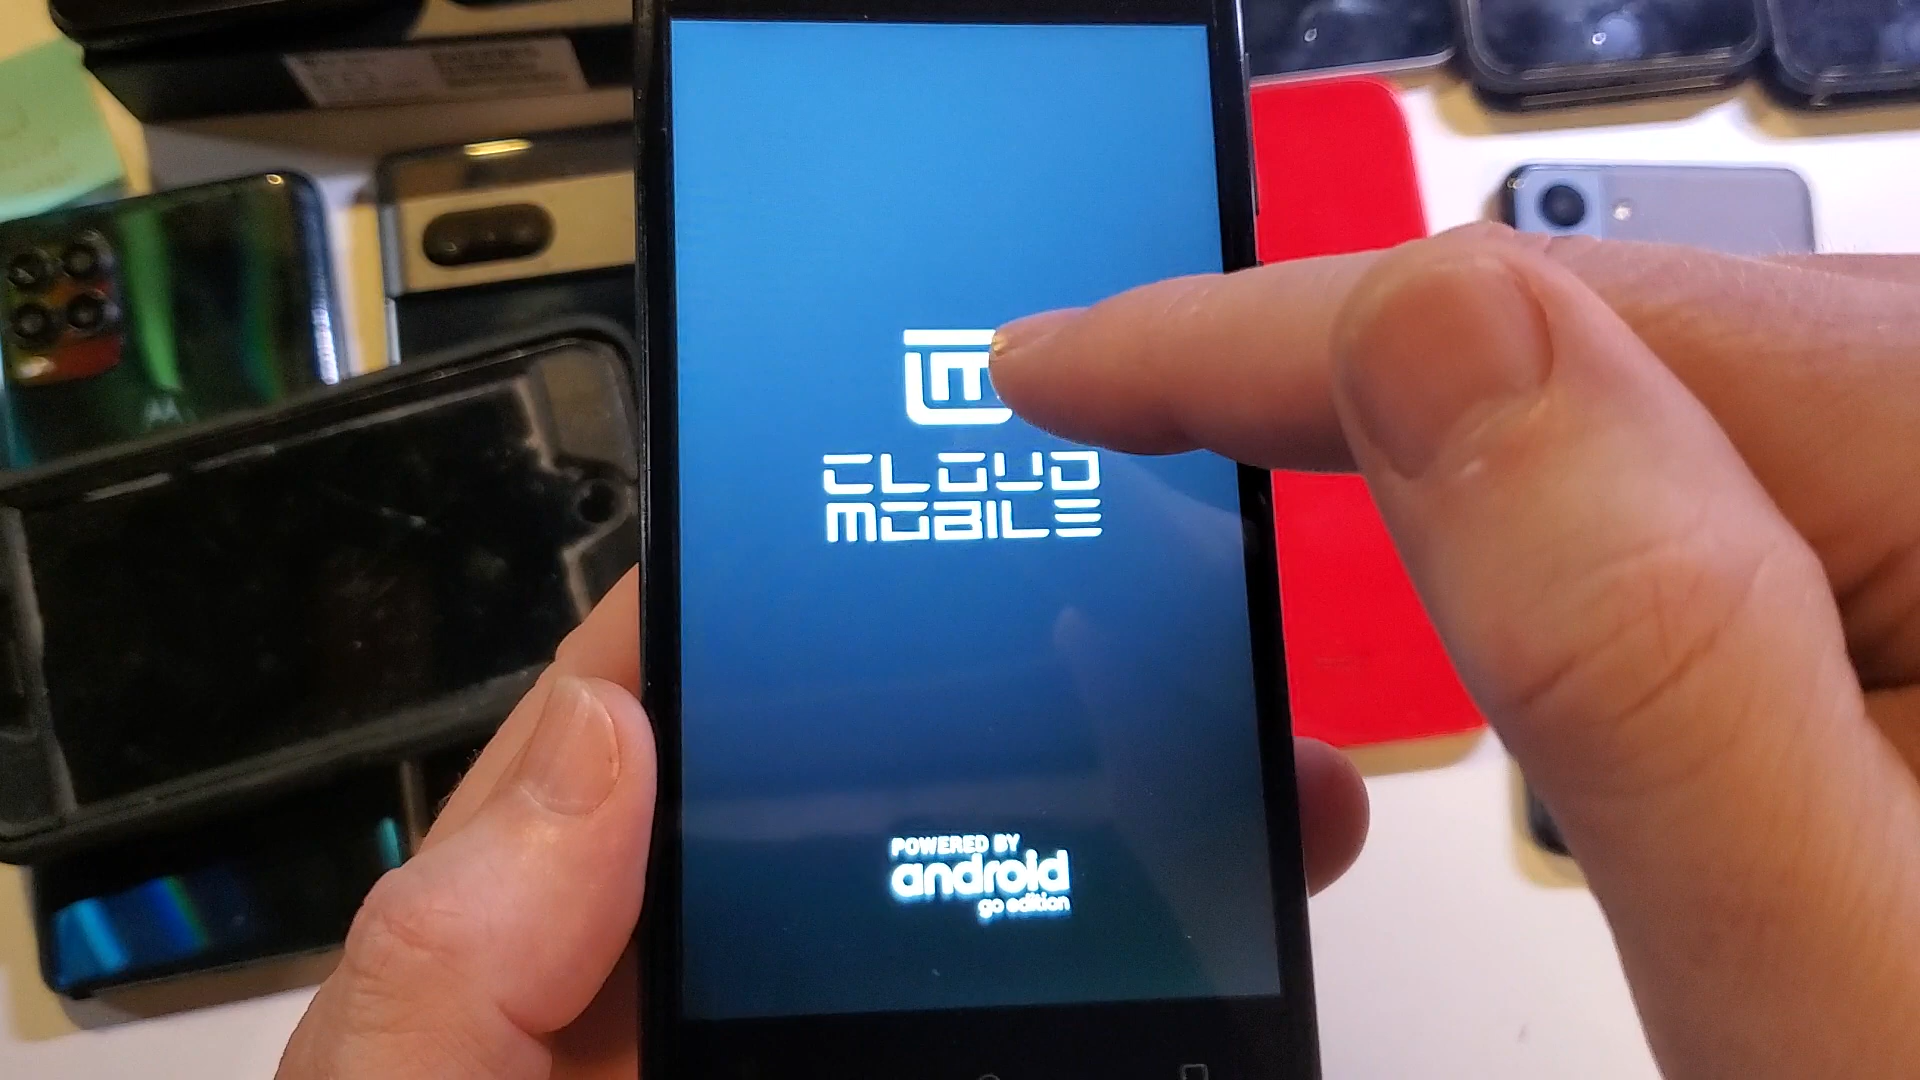 CLOUD
MOBILE
POWERED BY
android
go edition